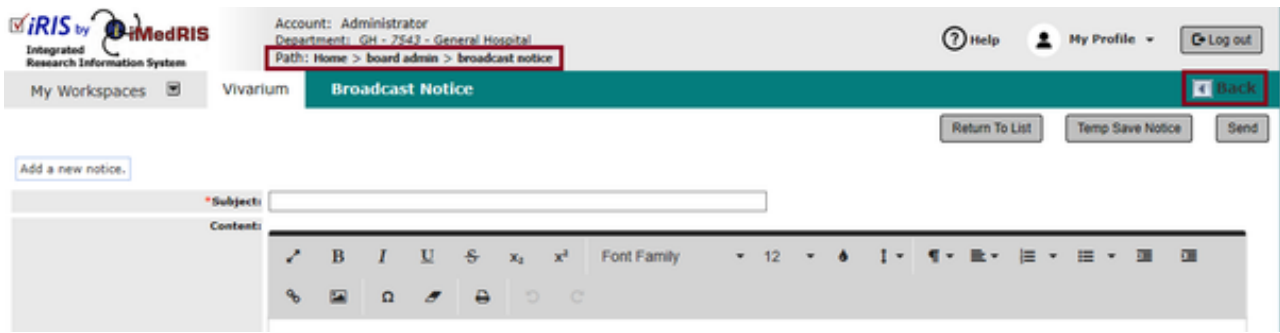 iRIS by iMedRIS
Integrated
Research Information System
Account: Administrator
Department: GH - 7543 - General Hospital
Path: Home > board admin > broadcast notice
? Help
My Profile
Log out
My Workspaces
Vivarium
Broadcast Notice
Back
Return To List
Temp Save Notice
Send
Add a new notice.
*Subject:
Content:
B I U S x₂ x² Font Family 12
Ω